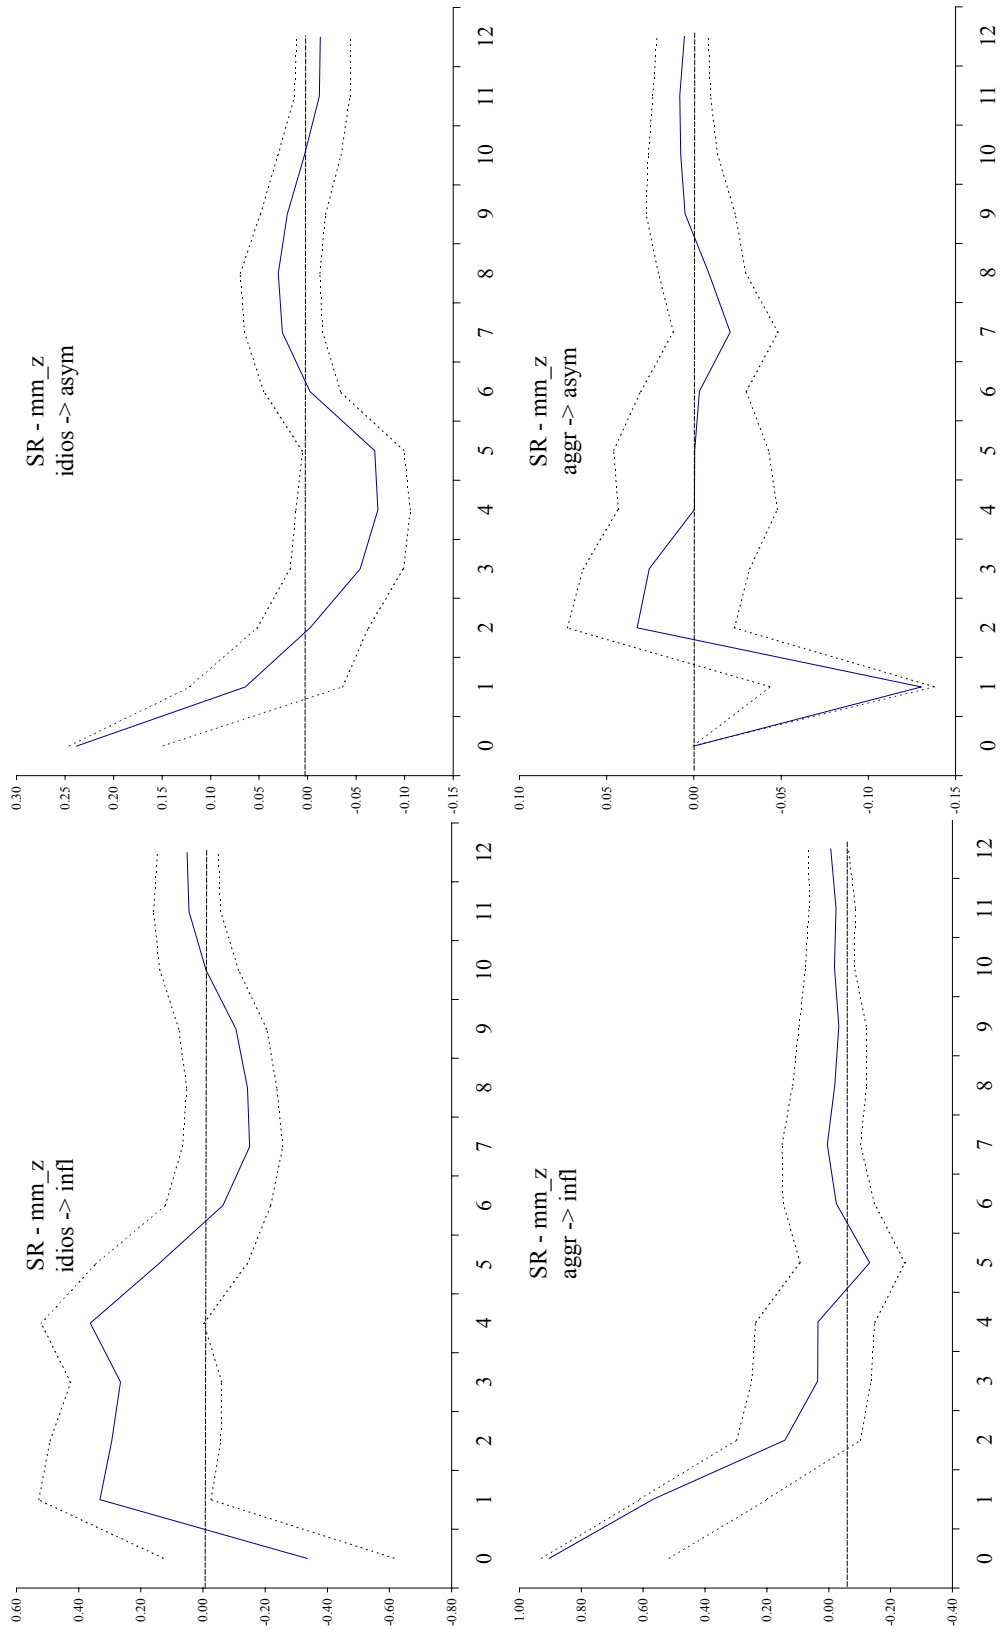 SR - mm_z
idios -> infl
0.60
0.40
0.20
0.00
-0.20
-0.40
-0.60
-0.80
0 1 2 3 4 5 6 7 8 9 10 11 12
SR - mm_z
idios -> asym
0.30
0.25
0.20
0.15
0.10
0.05
0.00
-0.05
-0.10
-0.15
0 1 2 3 4 5 6 7 8 9 10 11 12
SR - mm_z
aggr -> infl
1.00
0.80
0.60
0.40
0.20
0.00
-0.20
-0.40
0 1 2 3 4 5 6 7 8 9 10 11 12
SR - mm_z
aggr -> asym
0.10
0.05
0.00
-0.05
-0.10
-0.15
0 1 2 3 4 5 6 7 8 9 10 11 12